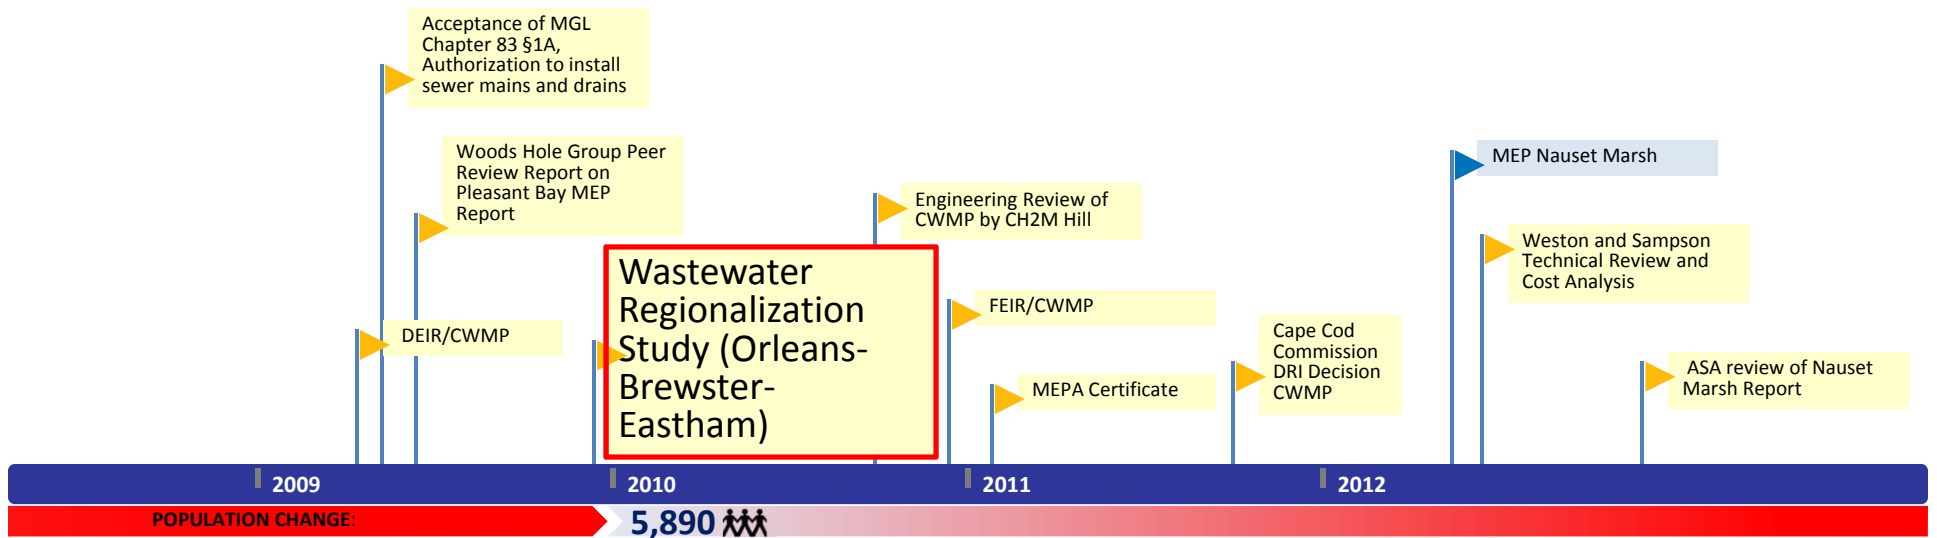 Acceptance of MGL
Chapter 83 §1A,
Authorization to install
sewer mains and drains
Woods Hole Group Peer
Review Report on
Pleasant Bay MEP
Report
DEIR/CWMP
Wastewater
Regionalization
Study (Orleans-
Brewster-
Eastham)
Engineering Review of
CWMP by CH2M Hill
FEIR/CWMP
MEPA Certificate
Cape Cod
Commission
DRI Decision
CWMP
MEP Nauset Marsh
Weston and Sampson
Technical Review and
Cost Analysis
ASA review of Nauset
Marsh Report
2009
2010
2011
2012
POPULATION CHANGE:
5,890